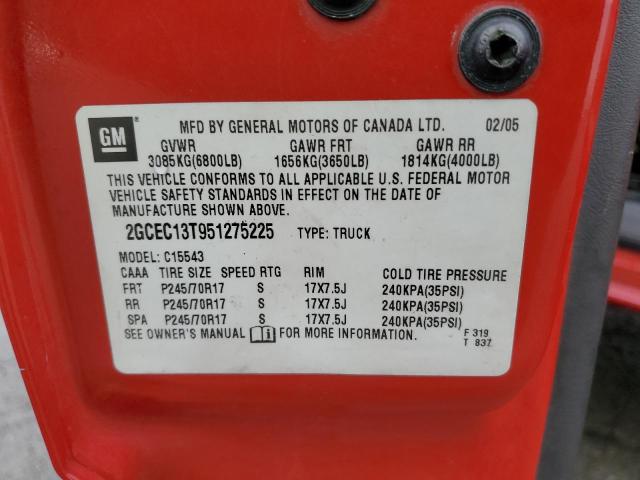 GM
MFD BY GENERAL MOTORS OF CANADA LTD. 02/05
GVWR GAWR FRT GAWR RR
3085KG(6800LB) 1656KG(3650LB) 1814KG(4000LB)
THIS VEHICLE CONFORMS TO ALL APPLICABLE U.S. FEDERAL MOTOR
VEHICLE SAFETY STANDARDS IN EFFECT ON THE DATE OF
MANUFACTURE SHOWN ABOVE.
2GCEC13T951275225 TYPE: TRUCK
MODEL: C15543
CAAA TIRE SIZE SPEED RTG RIM COLD TIRE PRESSURE
FRT P245/70R17 S 17X7.5J 240KPA(35PSI)
RR P245/70R17 S 17X7.5J 240KPA(35PSI)
SPA P245/70R17 S 17X7.5J 240KPA(35PSI)
SEE OWNER'S MANUAL FOR MORE INFORMATION. F 319
T 837